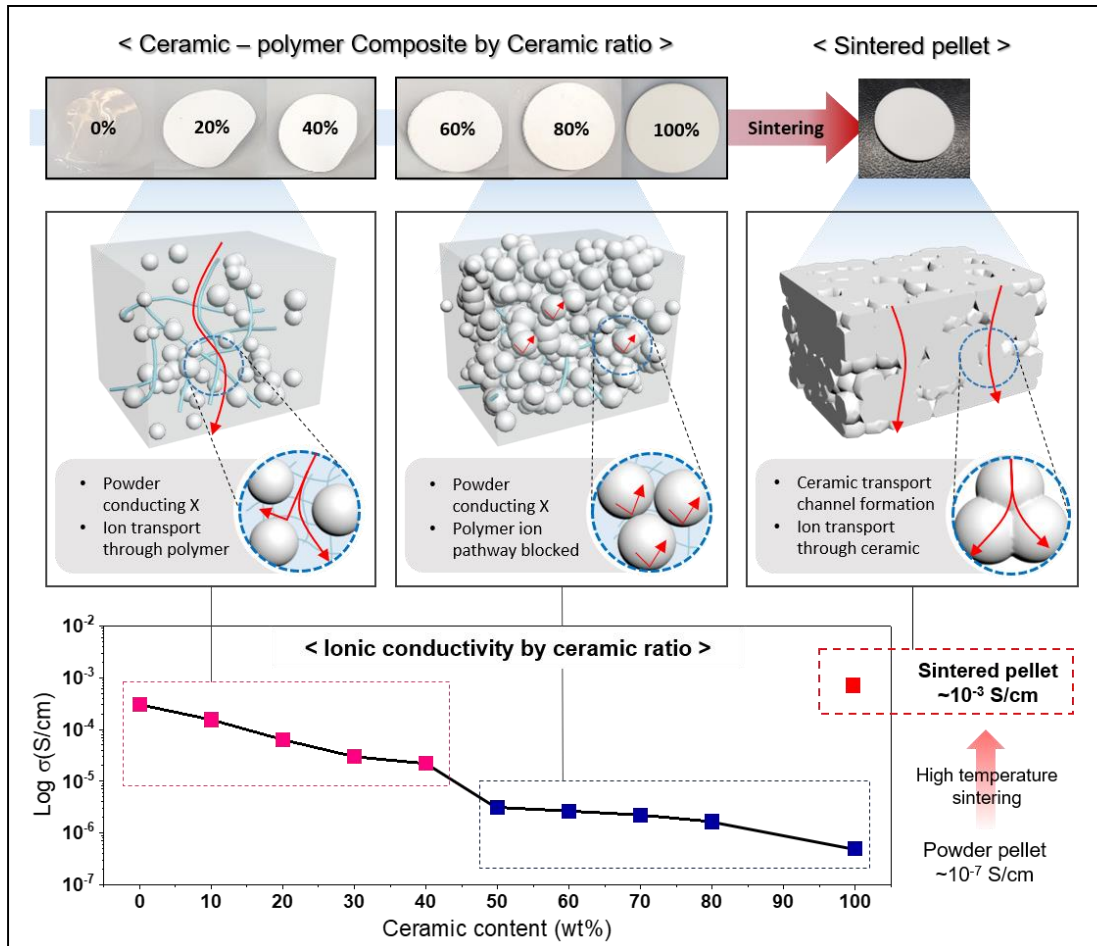 < Ceramic – polymer Composite by Ceramic ratio >
< Sintered pellet >
0%
20%
40%
60%
80%
100%
Sintering
• Powder
conducting X
• Ion transport
through polymer
• Powder
conducting X
• Polymer ion
pathway blocked
• Ceramic transport
channel formation
• Ion transport
through ceramic
< Ionic conductivity by ceramic ratio >
Log σ(S/cm)
10⁻²
10⁻³
10⁻⁴
10⁻⁵
10⁻⁶
10⁻⁷
0 10 20 30 40 50 60 70 80 90 100
Ceramic content (wt%)
Sintered pellet
~10⁻³ S/cm
High temperature
sintering
Powder pellet
~10⁻⁷ S/cm